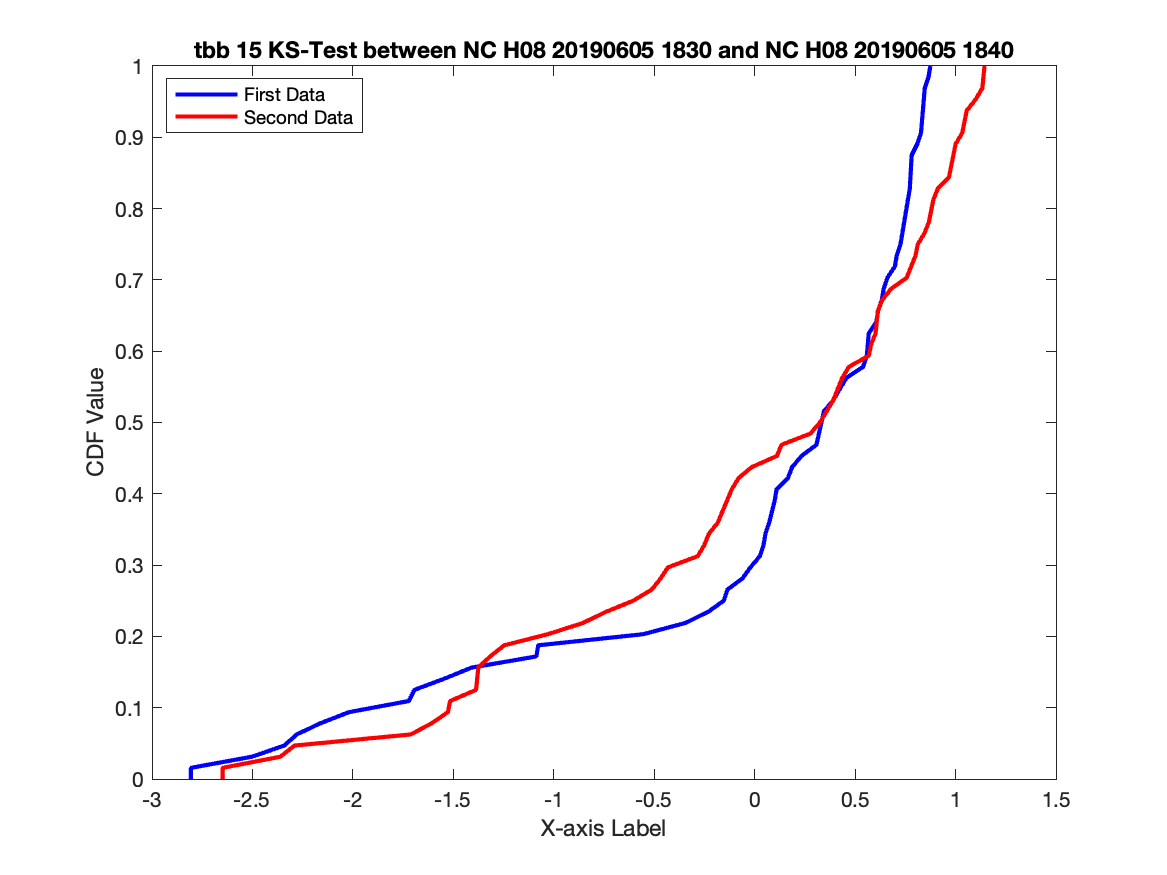 tbb 15 KS-Test between NC H08 20190605 1830 and NC H08 20190605 1840
First Data
Second Data
1
0.9
0.8
0.7
0.6
0.5
0.4
0.3
0.2
0.1
0
CDF Value
-3 -2.5 -2 -1.5 -1 -0.5 0 0.5 1 1.5
X-axis Label